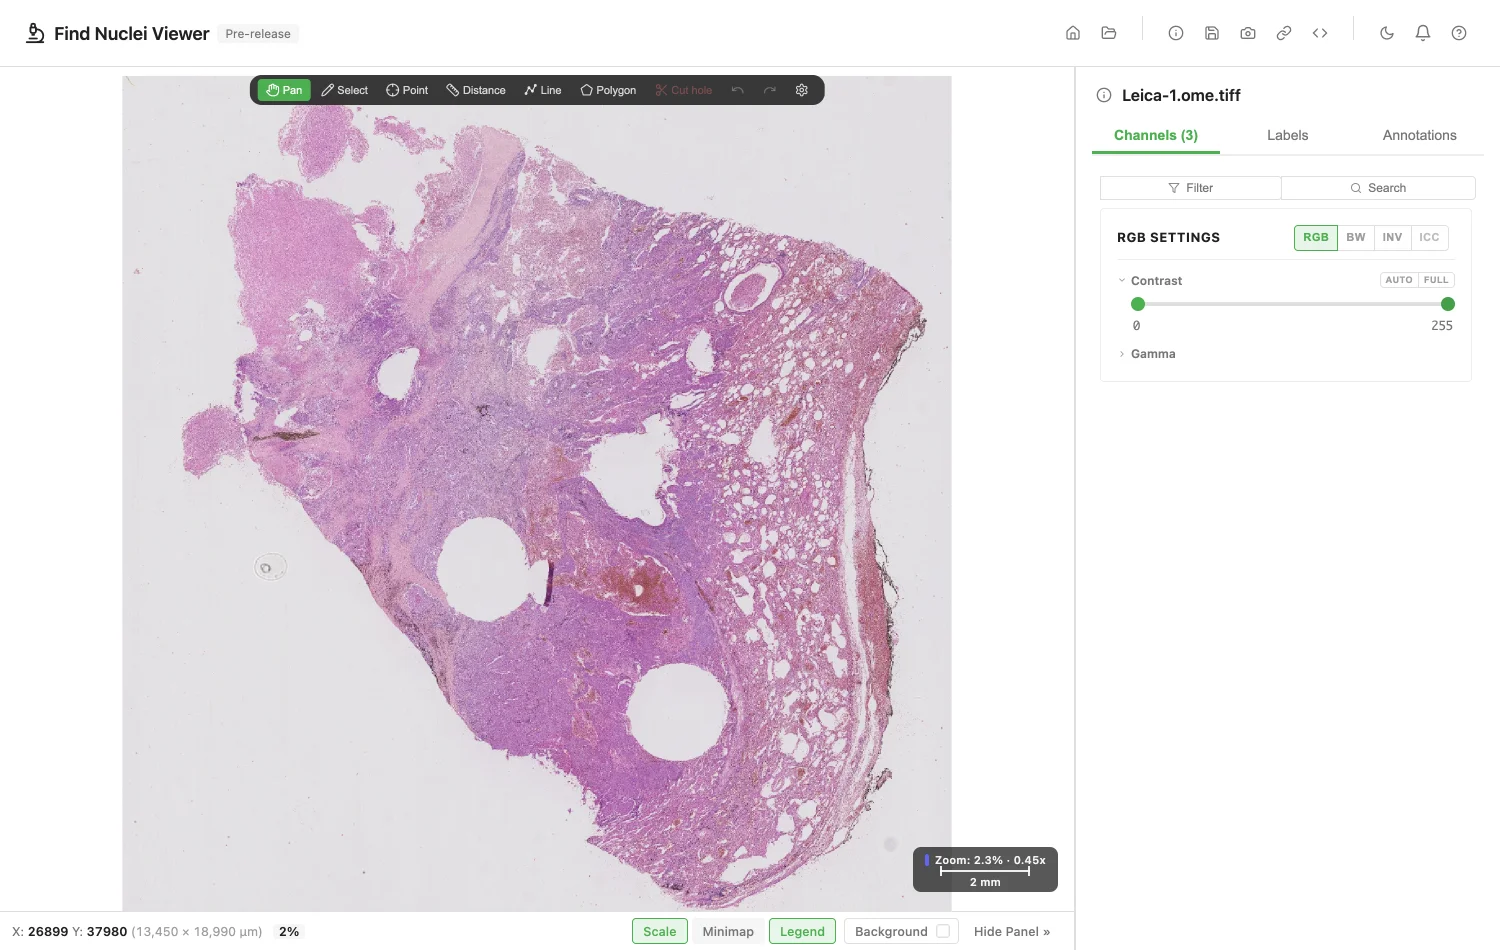 Find Nuclei Viewer Pre-release
Pan Select Point Distance Line Polygon Cut hole
Leica-1.ome.tiff
Channels (3) Labels Annotations
Filter Search
RGB SETTINGS RGB BW INV ICC
Contrast AUTO FULL
0 255
Gamma
Zoom: 2.3% · 0.45x
2 mm
X: 26899 Y: 37980 (13,450 × 18,990 µm) 2% Scale Minimap Legend Background Hide Panel »